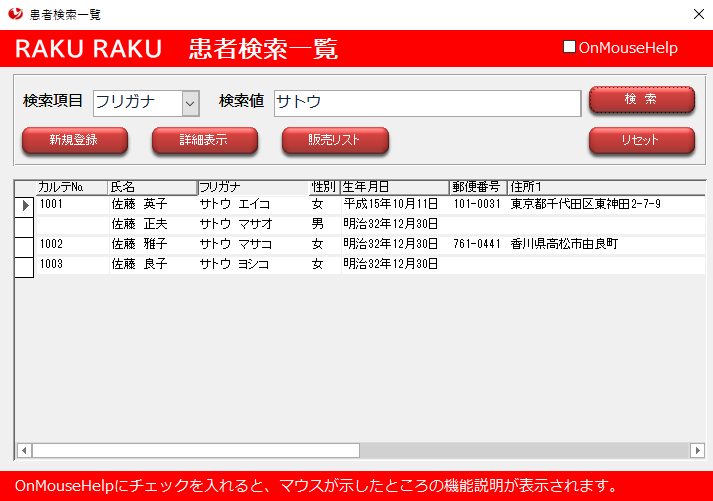 患者検索一覧
RAKU RAKU 患者検索一覧 OnMouseHelp
検索項目 フリガナ 検索値 サトウ 検 索
新規登録 詳細表示 販売リスト リセット
カルテNo. 氏名 フリガナ 性別 生年月日 郵便番号 住所1
1001 佐藤 英子 サトウ エイコ 女 平成15年10月11日 101-0031 東京都千代田区東神田2-7-9
佐藤 正夫 サトウ マサオ 男 明治32年12月30日
1002 佐藤 雅子 サトウ マサコ 女 明治32年12月30日 761-0441 香川県高松市由良町
1003 佐藤 良子 サトウ ヨシコ 女 明治32年12月30日
OnMouseHelpにチェックを入れると、マウスが示したところの機能説明が表示されます。